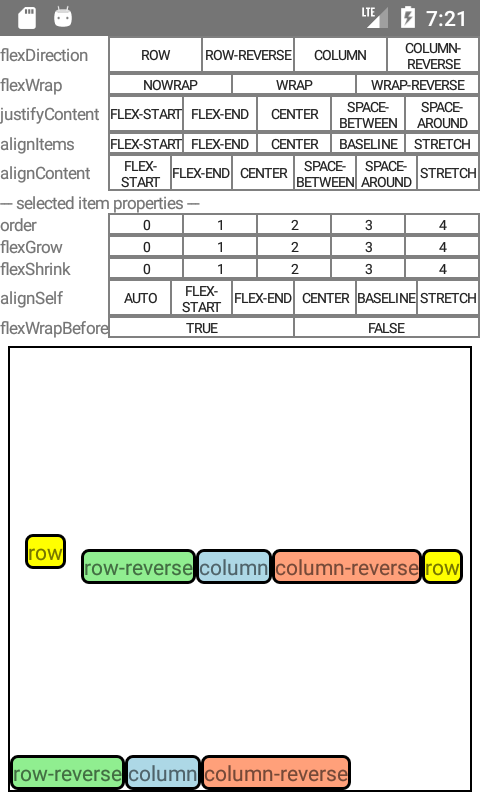 LTE 7:21
flexDirection ROW ROW-REVERSE COLUMN COLUMN-
REVERSE
flexWrap NOWRAP WRAP WRAP-REVERSE
justifyContent FLEX-START FLEX-END CENTER SPACE-
BETWEEN SPACE-
AROUND
alignItems FLEX-START FLEX-END CENTER BASELINE STRETCH
alignContent FLEX-
START FLEX-END CENTER SPACE-
BETWEEN SPACE-
AROUND STRETCH
--- selected item properties ---
order 0 1 2 3 4
flexGrow 0 1 2 3 4
flexShrink 0 1 2 3 4
alignSelf AUTO FLEX-
START FLEX-END CENTER BASELINE STRETCH
flexWrapBefore TRUE FALSE
row
row-reverse column column-reverse row
row-reverse column column-reverse